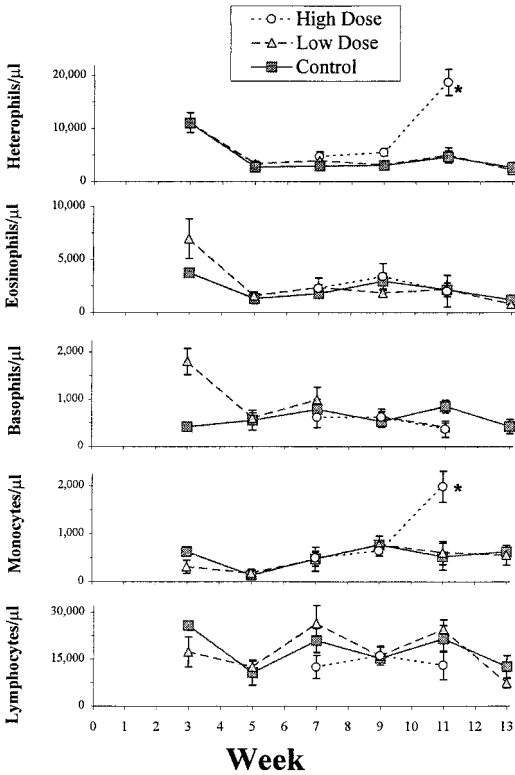 High Dose
Low Dose
Control
20,000
10,000
0
Heterophils/µl
*
10,000
5,000
0
Eosinophils/µl
2,000
1,000
0
Basophils/µl
2,000
1,000
0
Monocytes/µl
*
30,000
15,000
0
Lymphocytes/µl
0 1 2 3 4 5 6 7 8 9 10 11 12 13
Week